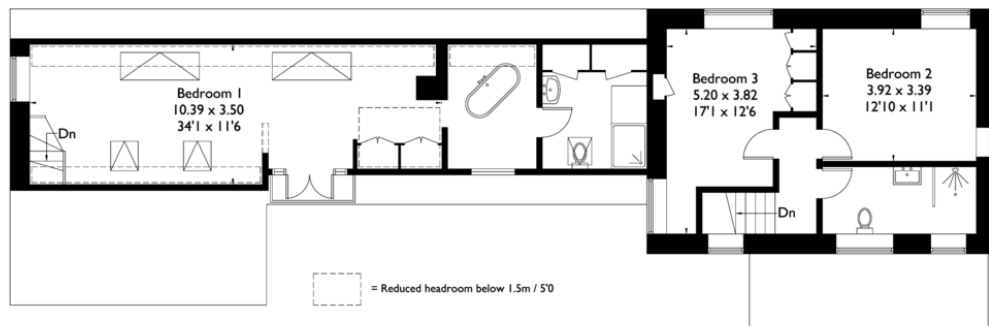 Bedroom 1
10.39 x 3.50
34'1 x 11'6
Dn
Bedroom 3
5.20 x 3.82
17'1 x 12'6
Bedroom 2
3.92 x 3.39
12'10 x 11'1
Dn
= Reduced headroom below 1.5m / 5'0